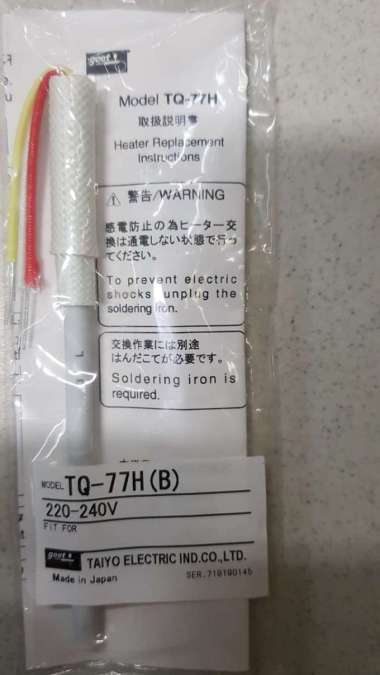 goot
Model TQ-77H
取扱説明書
Heater Replacement
Instructions
警告/WARNING
感電防止の為ヒーター交
換は通電しない状態で行っ
てください。
To prevent electric
shocks, unplug the
soldering iron.
交換作業には別途
はんだこてが必要です。
Soldering iron is
required.
MODEL TQ-77H(B)
220-240V
FIT FOR
goot TAIYO ELECTRIC IND.CO.,LTD.
Made in Japan SER.719190145